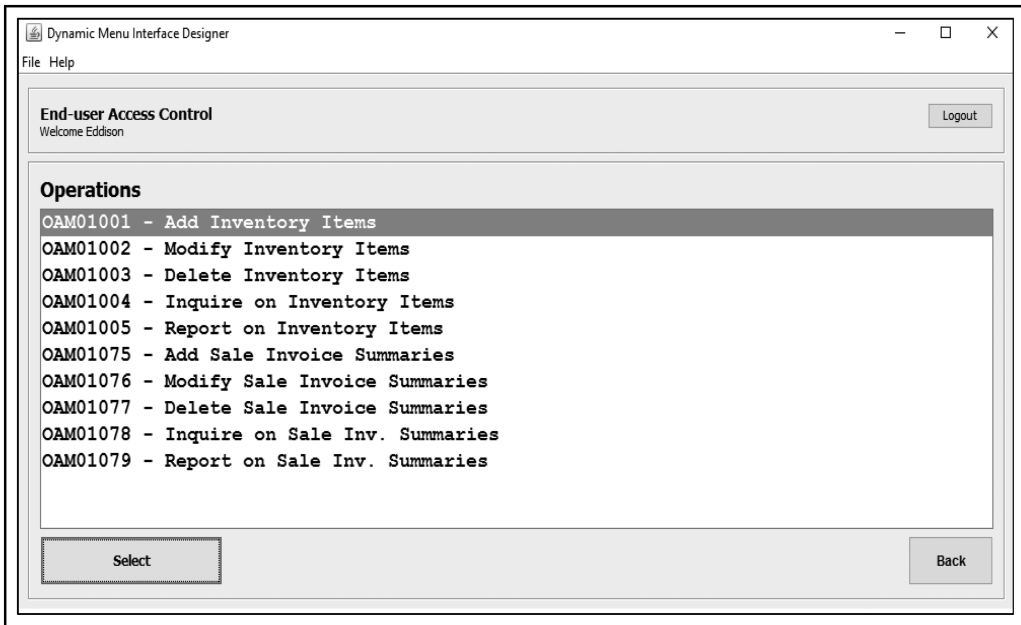 Dynamic Menu Interface Designer
File Help
End-user Access Control
Welcome Eddison
Logout
Operations
OAM01001 - Add Inventory Items
OAM01002 - Modify Inventory Items
OAM01003 - Delete Inventory Items
OAM01004 - Inquire on Inventory Items
OAM01005 - Report on Inventory Items
OAM01075 - Add Sale Invoice Summaries
OAM01076 - Modify Sale Invoice Summaries
OAM01077 - Delete Sale Invoice Summaries
OAM01078 - Inquire on Sale Inv. Summaries
OAM01079 - Report on Sale Inv. Summaries
Select
Back